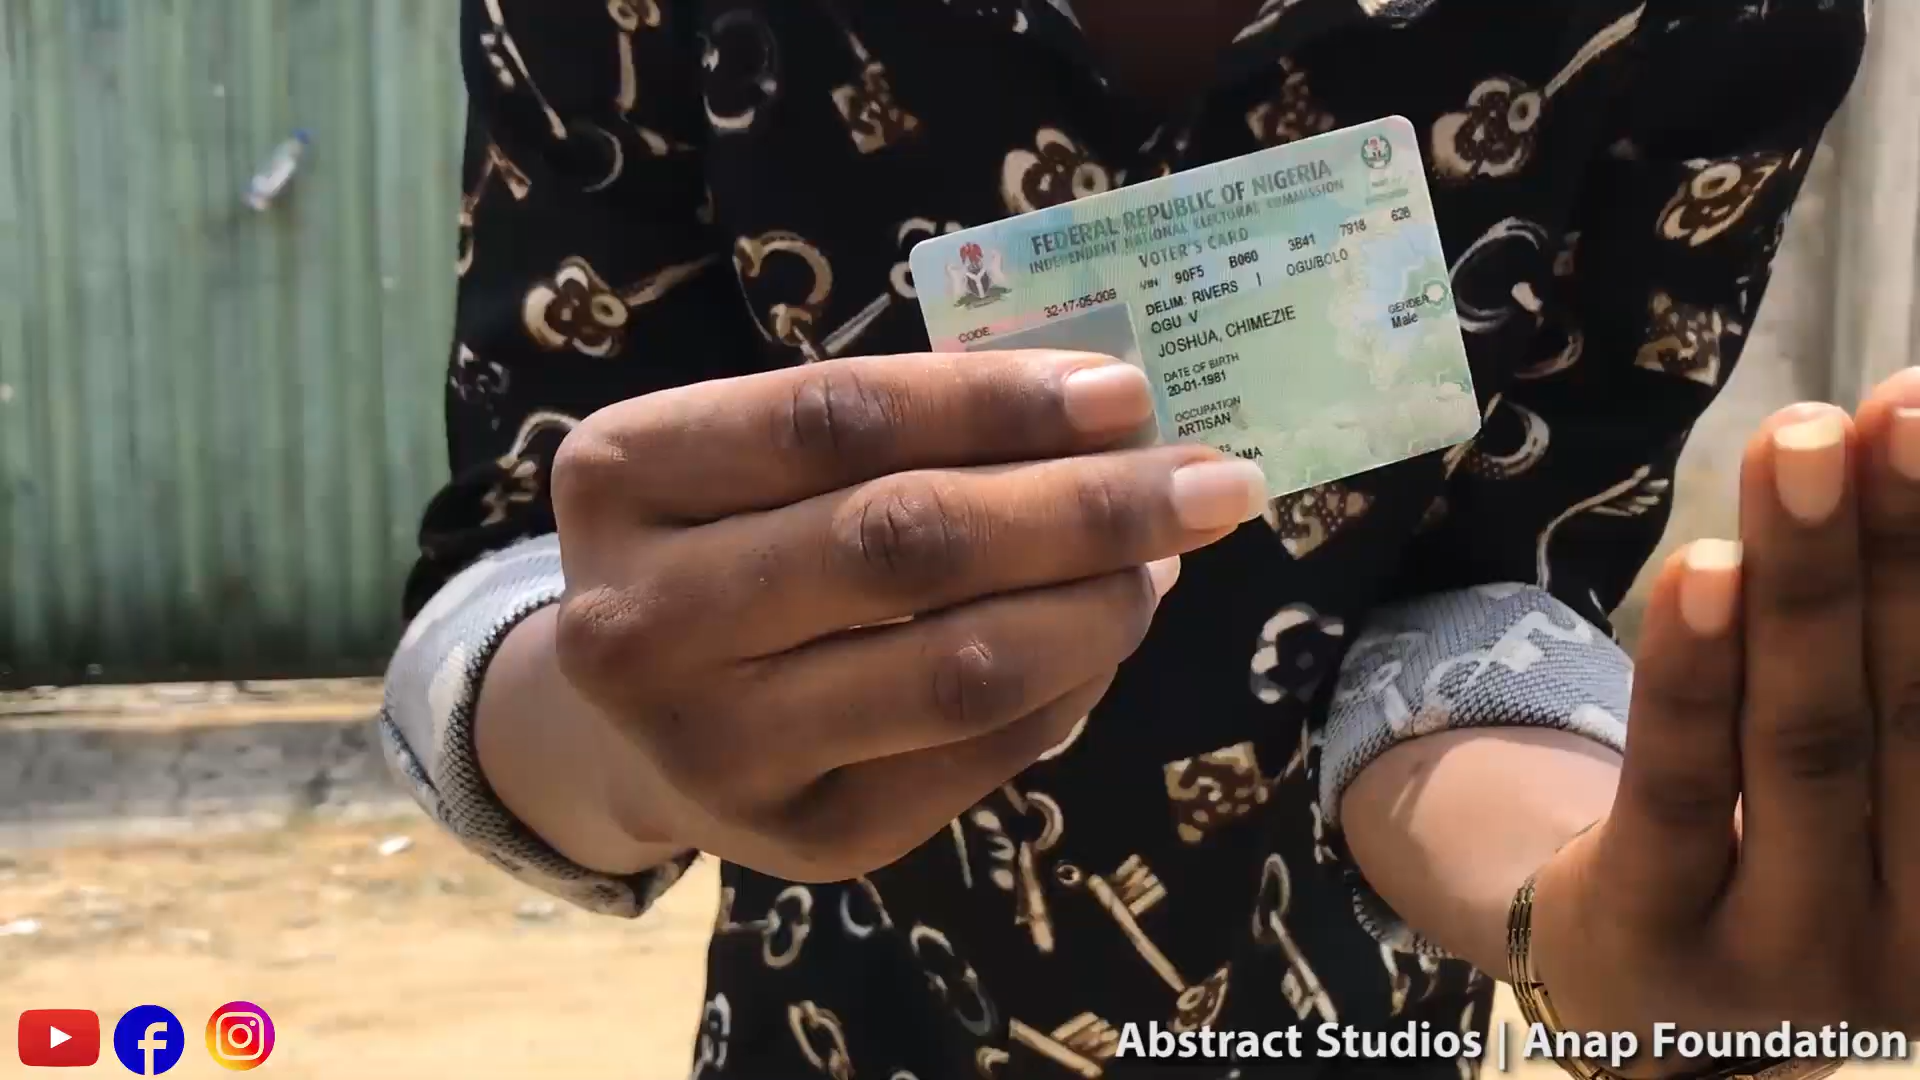 FEDERAL REPUBLIC OF NIGERIA
INDEPENDENT NATIONAL ELECTORAL COMMISSION
VOTER'S CARD
VIN 90F5 B060 3B41 7918 628
CODE 32-17-05-009
DELIM: RIVERS | OGU/BOLO
OGU V
JOSHUA, CHIMEZIE
GENDER
Male
DATE OF BIRTH
20-01-1981
OCCUPATION
ARTISAN
Abstract Studios | Anap Foundation